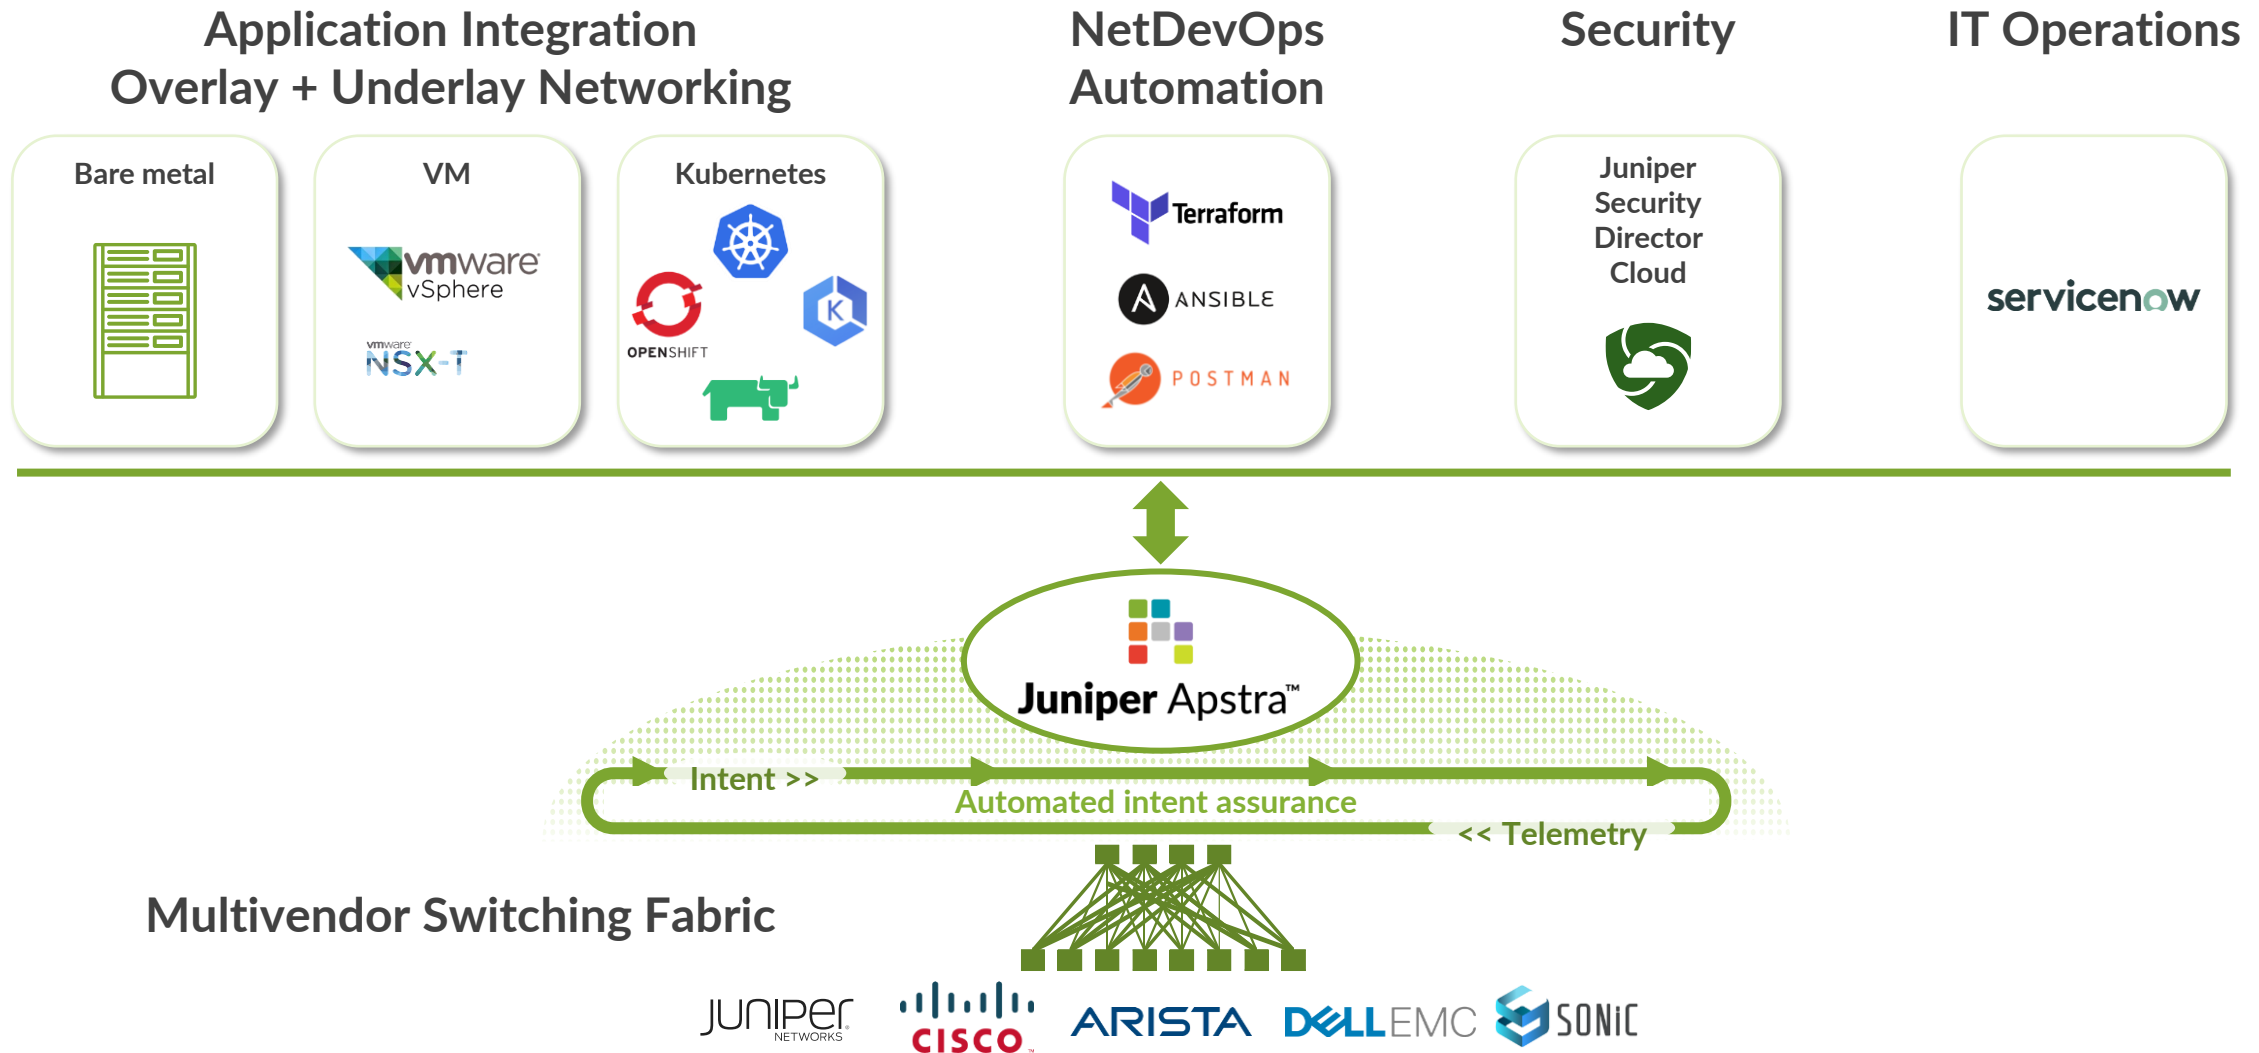 Application Integration
Overlay + Underlay Networking
NetDevOps
Automation
Security
IT Operations
Bare metal
VM
vmware®
vSphere
vmware®
NSX-T
Kubernetes
OPENSHIFT
K
Terraform
A ANSIBLE
POSTMAN
Juniper
Security
Director
Cloud
servicenow
Juniper Apstra™
Intent >>
Automated intent assurance
<< Telemetry
Multivendor Switching Fabric
JUNIPer
NETWORKS
CISCO™
ARISTA
DELLEMC
SONiC